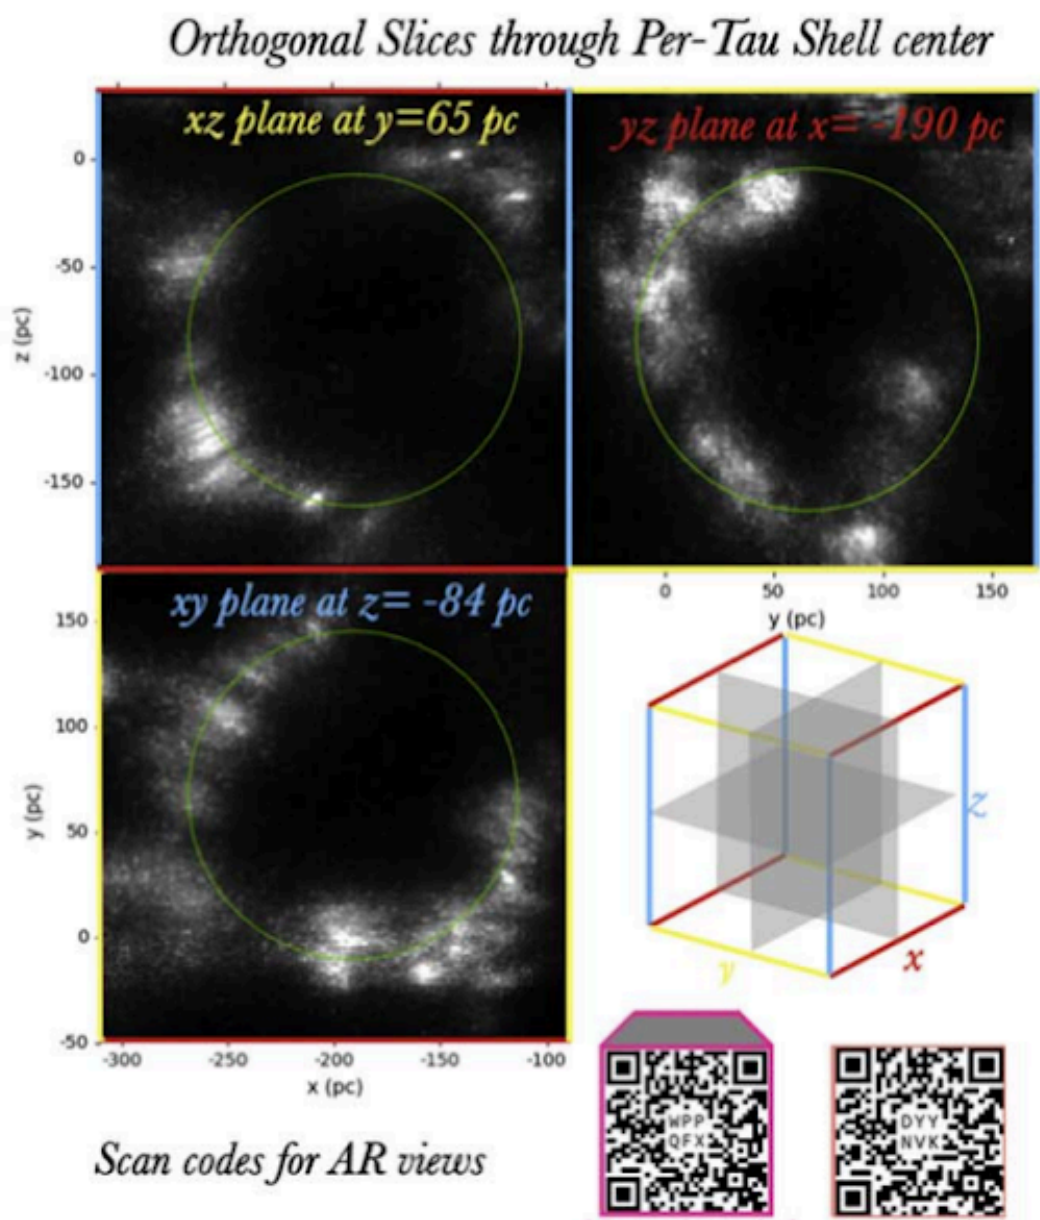 Orthogonal Slices through Per-Tau Shell center
xz plane at y=65 pc
yz plane at x= -190 pc
0
-50
-100
-150
z (pc)
xy plane at z= -84 pc
0
50
100
150
y (pc)
150
100
50
0
-50
y (pc)
-300
-250
-200
-150
-100
x (pc)
z
y
x
WPP
QFX
DYY
NVK
Scan codes for AR views